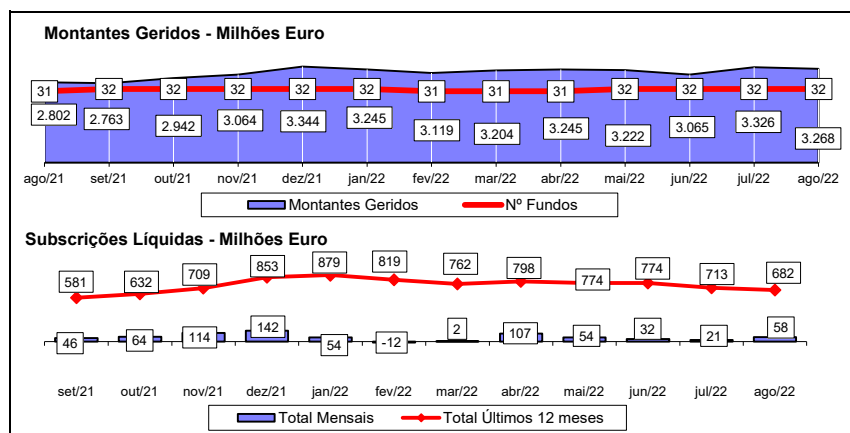 Montantes Geridos - Milhões Euro
31 32 32 32 32 32 31 31 31 32 32 32 32
2.802 2.763 2.942 3.064 3.344 3.245 3.119 3.204 3.245 3.222 3.065 3.326 3.268
ago/21 set/21 out/21 nov/21 dez/21 jan/22 fev/22 mar/22 abr/22 mai/22 jun/22 jul/22 ago/22
Montantes Geridos Nº Fundos
Subscrições Líquidas - Milhões Euro
581 632 709 853 879 819 762 798 774 774 713 682
46 64 114 142 54 -12 2 107 54 32 21 58
set/21 out/21 nov/21 dez/21 jan/22 fev/22 mar/22 abr/22 mai/22 jun/22 jul/22 ago/22
Total Mensais Total Últimos 12 meses